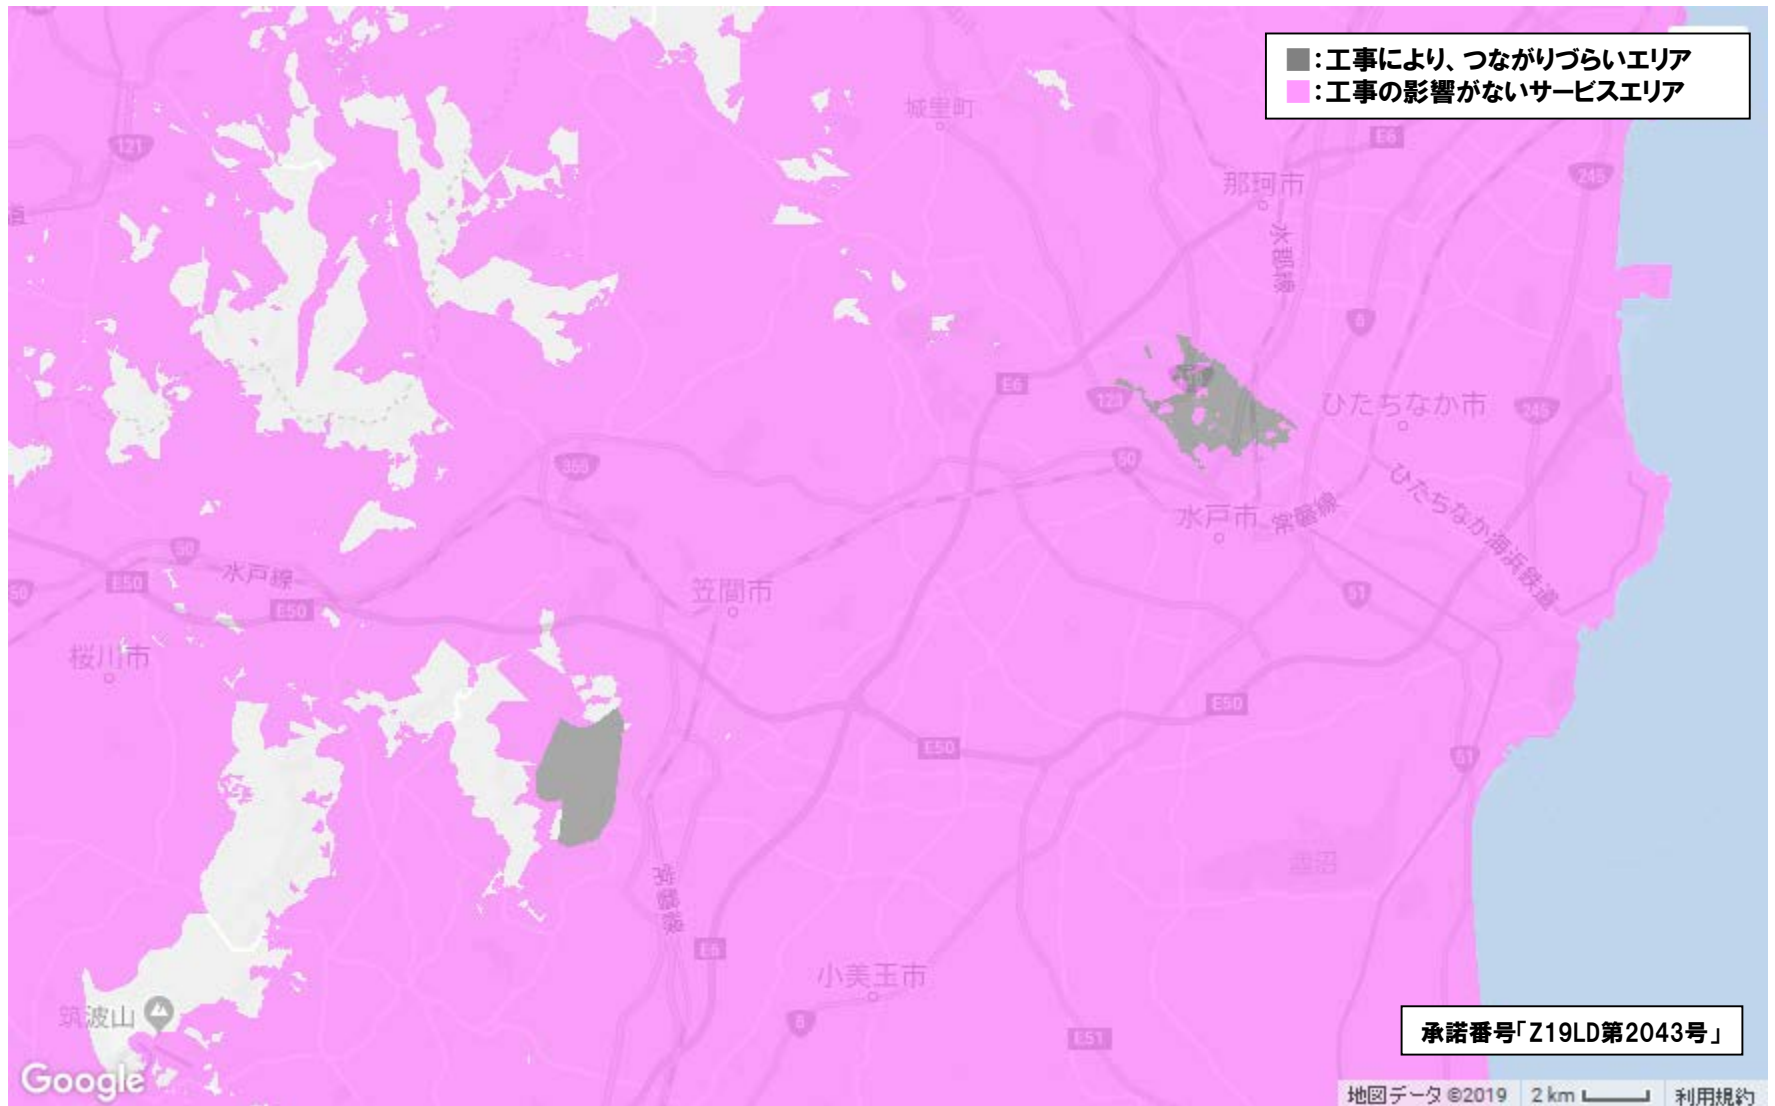 ■:工事により、つながりづらいエリア
■:工事の影響がないサービスエリア
城里町
121
E6
245
那珂市
水郡線
6
E6
123
ひたちなか市
245
50
355
ひたちなか海浜鉄道
水戸市
常磐線
50
水戸線
E50
E50
50
笠間市
51
桜川市
E50
E50
51
涸沼
常磐線
E6
小美玉市
筑波山
6
E51
承諾番号「Z19LD第2043号」
Google
地図データ ©2019
2 km
利用規約